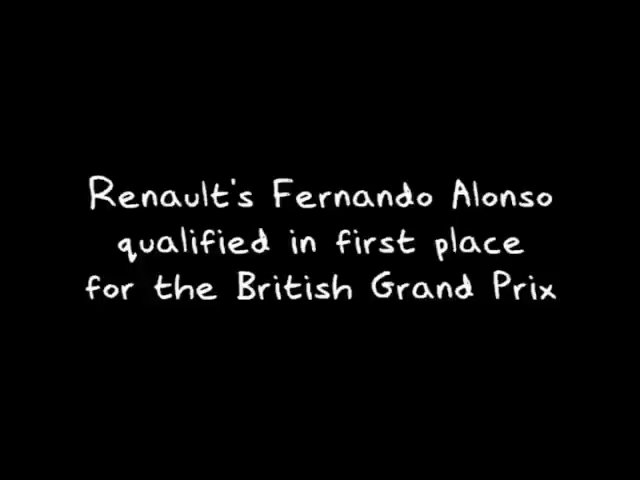 Renault's Fernando Alonso
qualified in first place
for the British Grand Prix